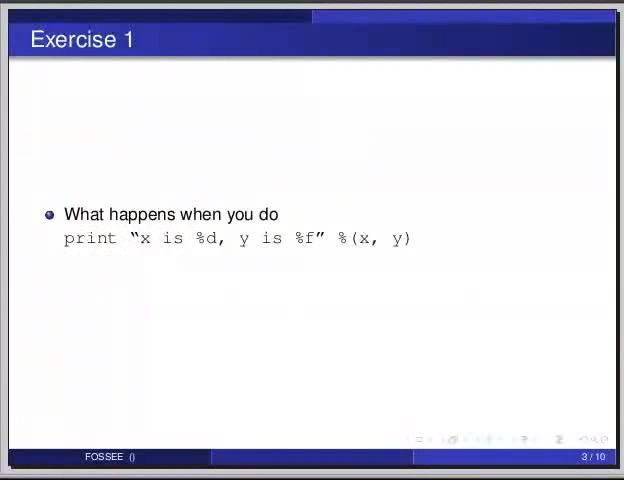 Exercise 1
What happens when you do
print “x is %d, y is %f” %(x, y)
FOSSEE ()
3 / 10